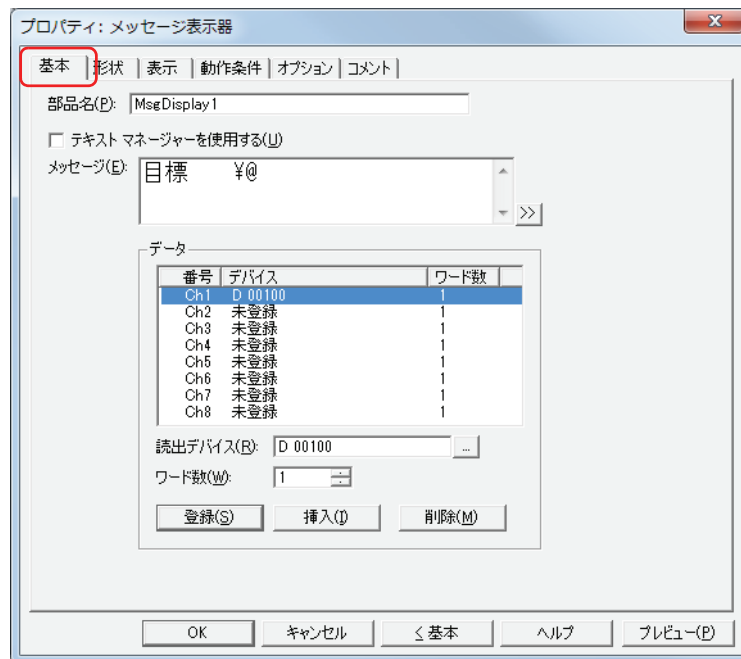 プロパティ: メッセージ表示器
基本 形状 表示 動作条件 オプション コメント
部品名(P): MsgDisplay1
テキスト マネージャーを使用する(U)
メッセージ(E): 目標 ¥@
>>
データ
番号 デバイス ワード数
Ch1 D 00100 1
Ch2 未登録 1
Ch3 未登録 1
Ch4 未登録 1
Ch5 未登録 1
Ch6 未登録 1
Ch7 未登録 1
Ch8 未登録 1
読出デバイス(R): D 00100 ...
ワード数(W): 1
登録(S) 挿入(I) 削除(M)
OK キャンセル < 基本 ヘルプ プレビュー(P)